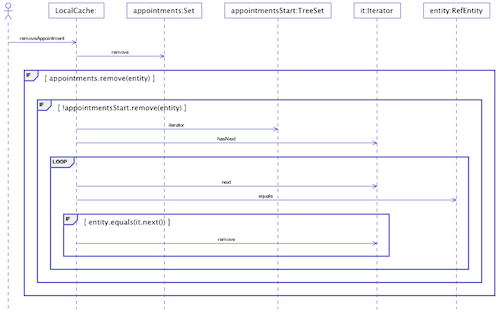 LocalCache: appointments:Set appointmentsStart:TreeSet it:Iterator entity:RefEntity
removeAppointment
remove
IF [ appointments.remove(entity) ]
IF [ !appointmentsStart.remove(entity) ]
iterator
hasNext
LOOP
next
equals
IF [ entity.equals(it.next()) ]
remove